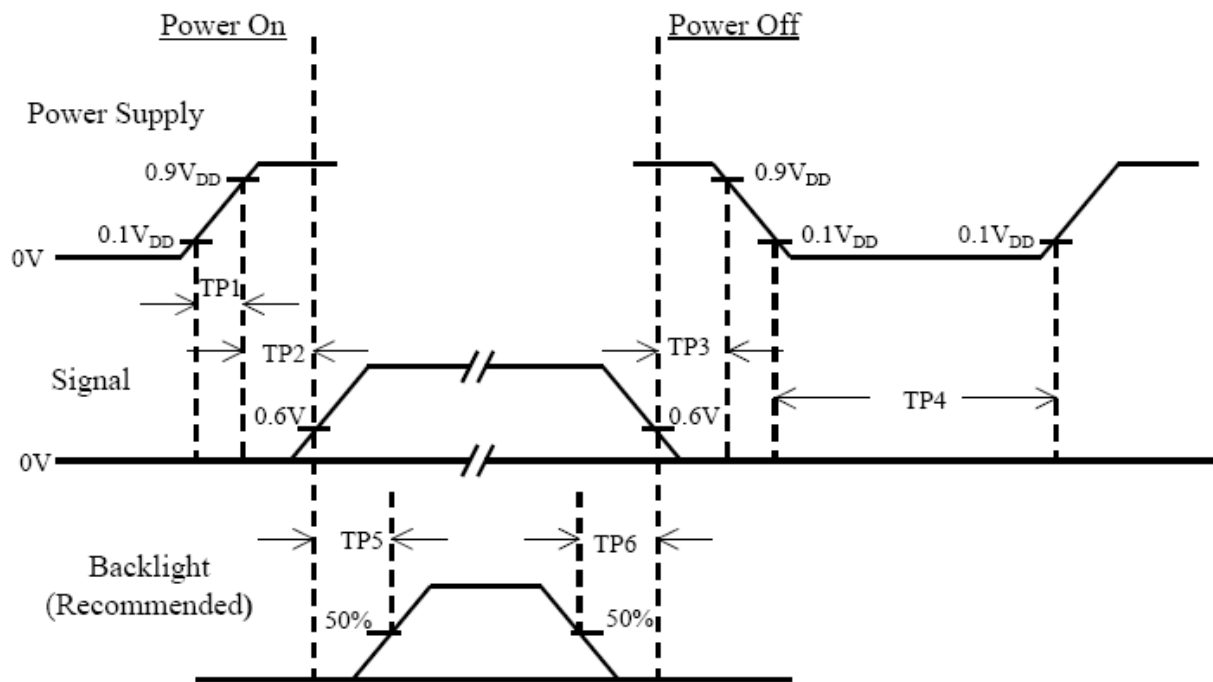 Power On
Power Off
Power Supply
0.9VDD
0.9VDD
0.1VDD
0.1VDD
0.1VDD
0V
TP1
TP2
TP3
Signal
TP4
0.6V
0.6V
0V
TP5
TP6
Backlight
(Recommended)
50%
50%